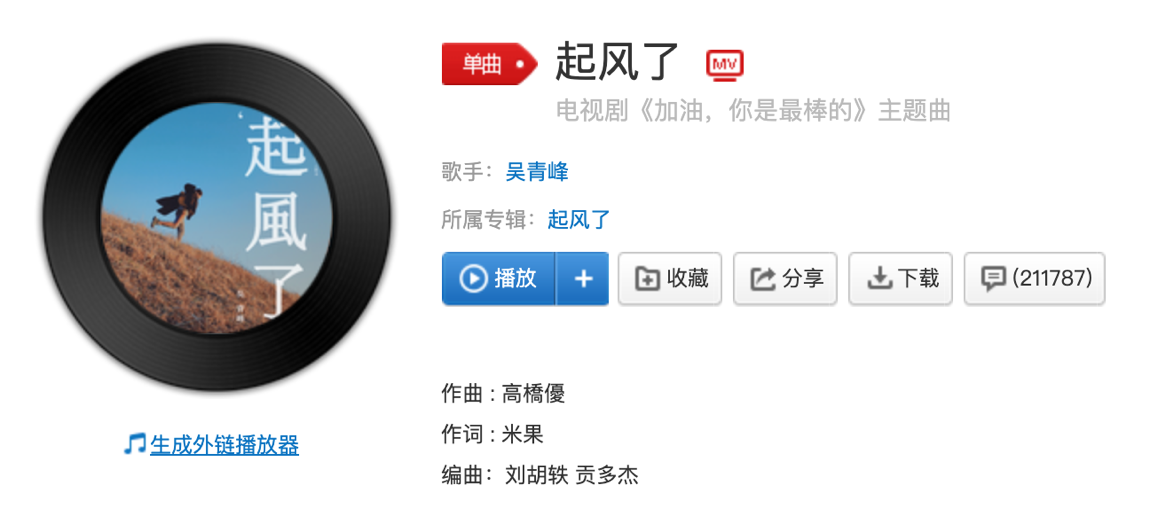 起風了
单曲
起风了
MV
电视剧《加油，你是最棒的》主题曲
歌手：吴青峰
所属专辑：起风了
播放 +
收藏
分享
下载
(211787)
作曲 : 高橋優
作词 : 米果
编曲：刘胡轶 贡多杰
生成外链播放器